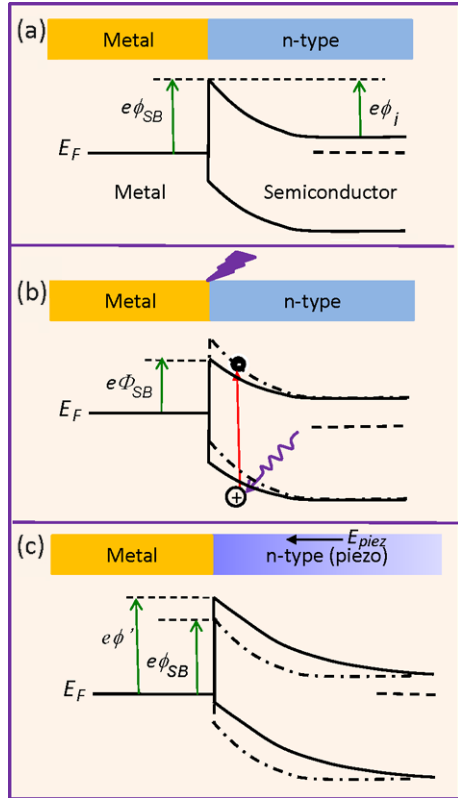 (a)
Metal n-type
eϕSB eϕi
EF
Metal Semiconductor
(b)
Metal n-type
eΦSB
EF
+
(c)
Epiez
Metal n-type (piezo)
eϕ'
eϕSB
EF